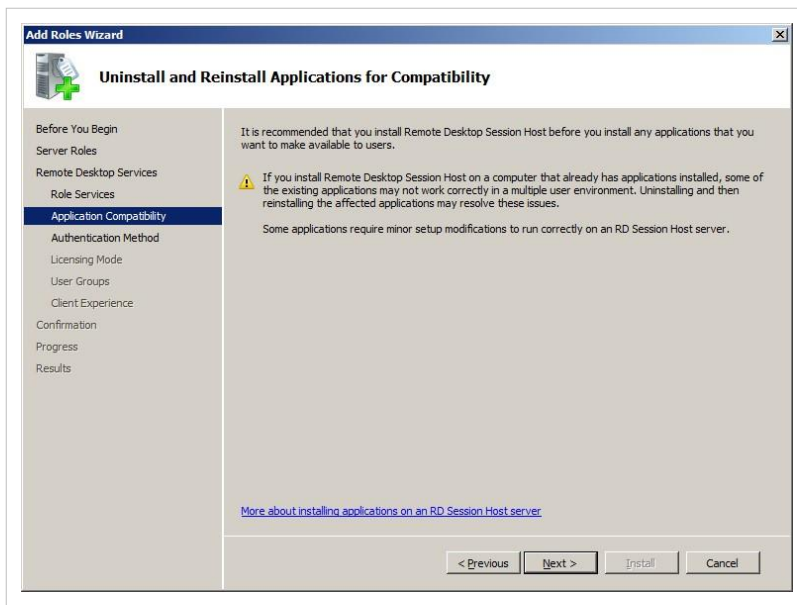 Add Roles Wizard
Uninstall and Reinstall Applications for Compatibility
Before You Begin
Server Roles
Remote Desktop Services
Role Services
Application Compatibility
Authentication Method
Licensing Mode
User Groups
Client Experience
Confirmation
Progress
Results
It is recommended that you install Remote Desktop Session Host before you install any applications that you
want to make available to users.
If you install Remote Desktop Session Host on a computer that already has applications installed, some of
the existing applications may not work correctly in a multiple user environment. Uninstalling and then
reinstalling the affected applications may resolve these issues.
Some applications require minor setup modifications to run correctly on an RD Session Host server.
More about installing applications on an RD Session Host server
< Previous Next > Install Cancel